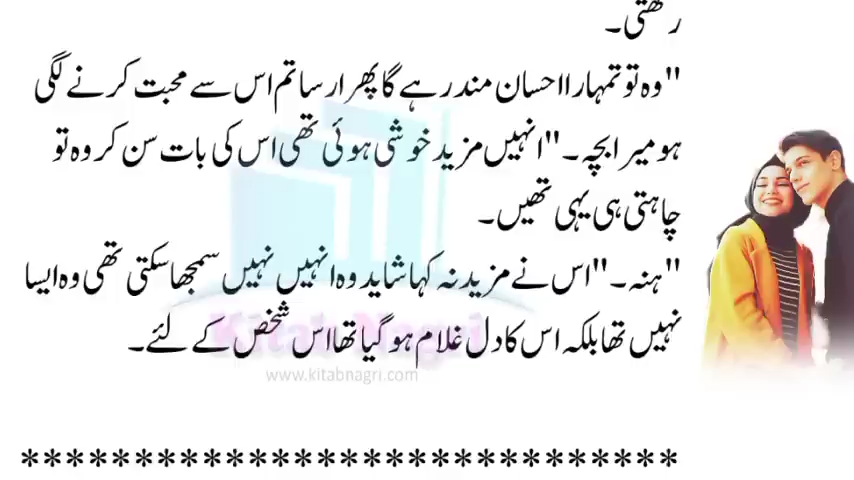 رکھتی۔
"وہ تو تمہارا احسان مند رہے گا پھر ارسا تم اس سے محبت کرنے لگی
ہو میرا بچہ۔" انہیں مزید خوشی ہوئی تھی اس کی بات سن کر وہ تو
چاہتی ہی یہی تھیں۔
"ہنہ۔" اس نے مزید نہ کہا شاید وہ انہیں نہیں سمجھا سکتی تھی وہ ایسا
نہیں تھا بلکہ اس کا دل غلام ہو گیا تھا اس شخص کے لئے۔
Kitab Nagri
www.kitabnagri.com
*****************************